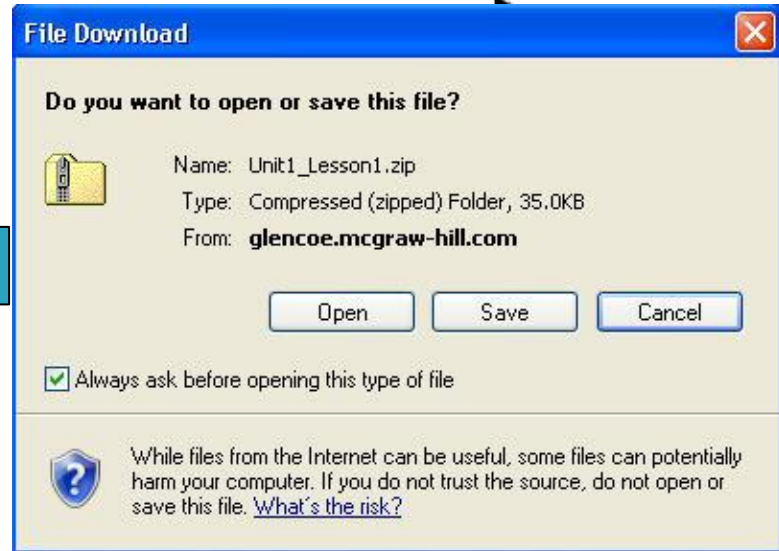 File Download
Do you want to open or save this file?
Name: Unit1_Lesson1.zip
Type: Compressed (zipped) Folder, 35.0KB
From: glencoe.mcgraw-hill.com
Open Save Cancel
Always ask before opening this type of file
While files from the Internet can be useful, some files can potentially
harm your computer. If you do not trust the source, do not open or
save this file. What's the risk?